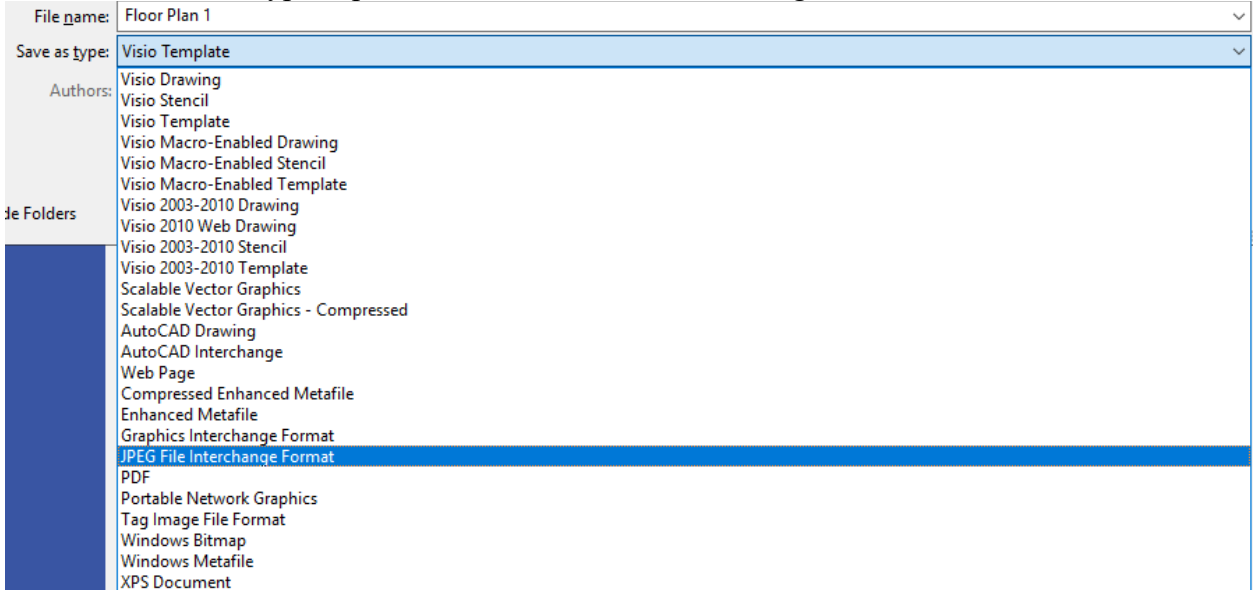 File name: Floor Plan 1
Save as type: Visio Template
Visio Drawing
Authors:
Visio Stencil
Visio Template
Visio Macro-Enabled Drawing
Visio Macro-Enabled Stencil
Visio Macro-Enabled Template
Visio 2003-2010 Drawing
de Folders
Visio 2010 Web Drawing
Visio 2003-2010 Stencil
Visio 2003-2010 Template
Scalable Vector Graphics
Scalable Vector Graphics - Compressed
AutoCAD Drawing
AutoCAD Interchange
Web Page
Compressed Enhanced Metafile
Enhanced Metafile
Graphics Interchange Format
JPEG File Interchange Format
PDF
Portable Network Graphics
Tag Image File Format
Windows Bitmap
Windows Metafile
XPS Document